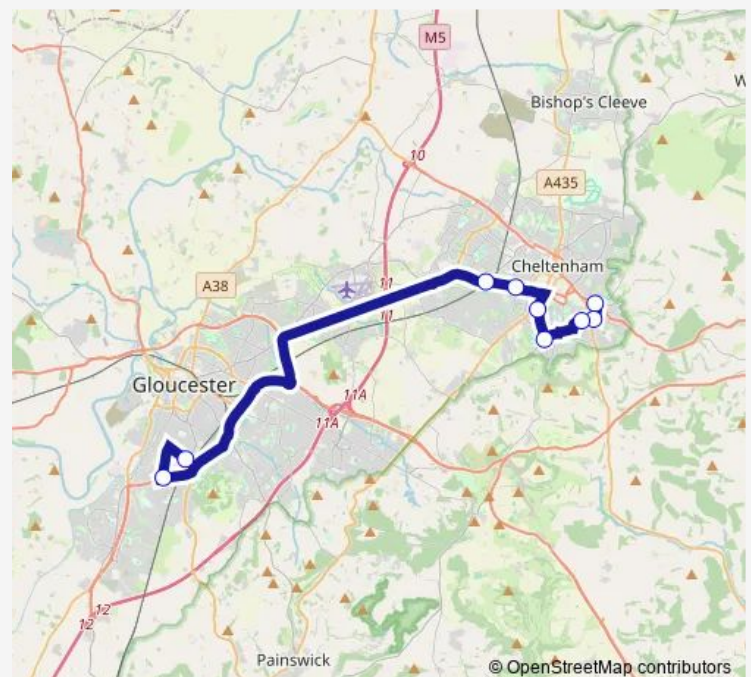 M5
Bishop's Cleeve
W
10
A435
Cheltenham
A38
11
11
Gloucester
11A
11A
12
12
Painswick
© OpenStreetMap contributors